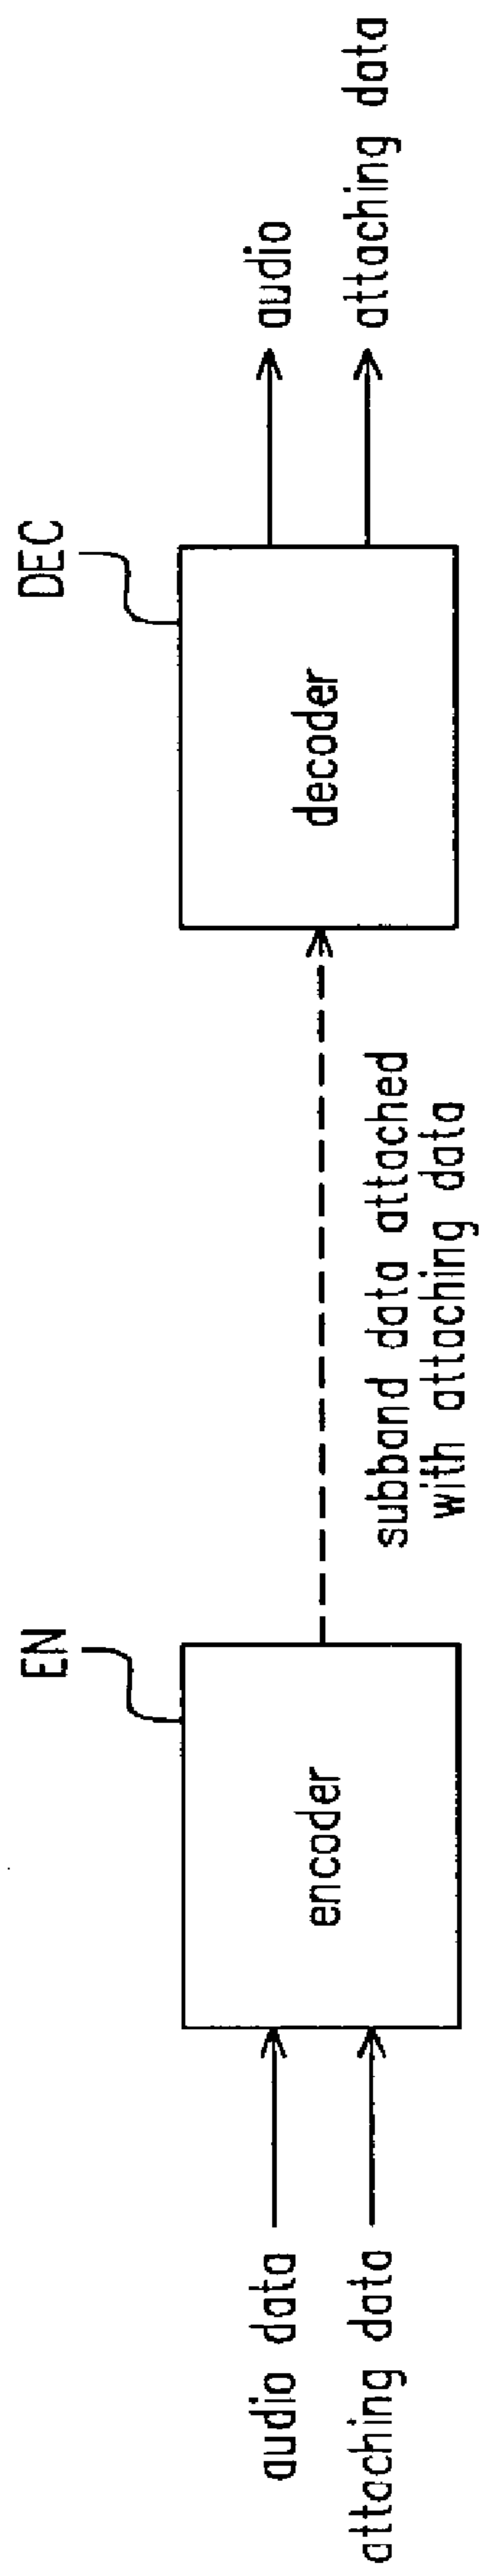 audio data
attaching data
EN
encoder
subband data attached
with attaching data
DEC
decoder
audio
attaching data